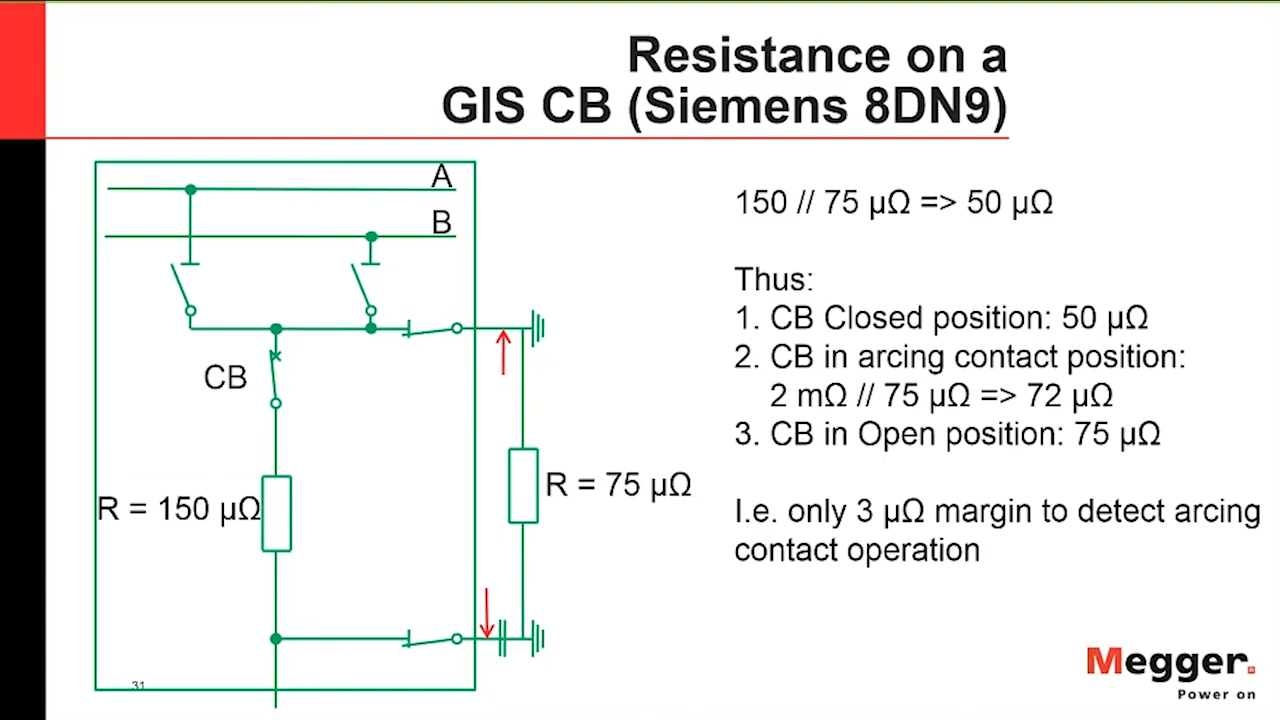 Resistance on a
GIS CB (Siemens 8DN9)
A
B
CB
R = 150 µΩ
R = 75 µΩ
150 // 75 µΩ => 50 µΩ
Thus:
1. CB Closed position: 50 µΩ
2. CB in arcing contact position:
2 mΩ // 75 µΩ => 72 µΩ
3. CB in Open position: 75 µΩ
I.e. only 3 µΩ margin to detect arcing
contact operation
31
Megger.
Power on